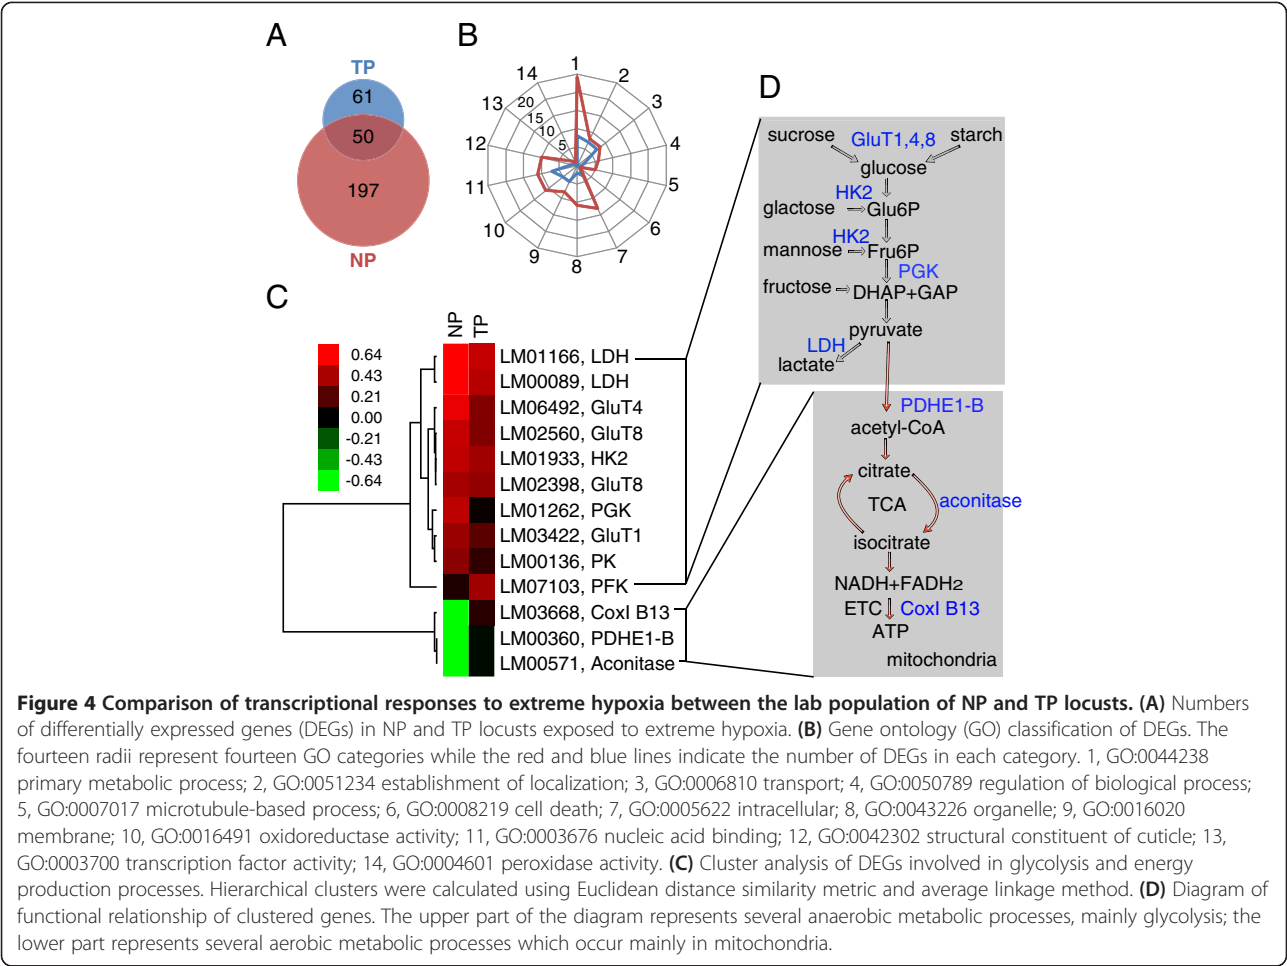 A
TP
61
50
197
NP
B
1
2
3
4
5
6
7
8
9
10
11
12
13
14
20
15
10
5
C
NP
TP
0.64
0.43
0.21
0.00
-0.21
-0.43
-0.64
LM01166, LDH
LM00089, LDH
LM06492, GluT4
LM02560, GluT8
LM01933, HK2
LM02398, GluT8
LM01262, PGK
LM03422, GluT1
LM00136, PK
LM07103, PFK
LM03668, CoxI B13
LM00360, PDHE1-B
LM00571, Aconitase
D
sucrose GluT1,4,8 starch
glucose
HK2
glactose Glu6P
HK2
mannose Fru6P
PGK
fructose DHAP+GAP
pyruvate
LDH
lactate
PDHE1-B
acetyl-CoA
citrate
TCA aconitase
isocitrate
NADH+FADH2
ETC CoxI B13
ATP
mitochondria
Figure 4 Comparison of transcriptional responses to extreme hypoxia between the lab population of NP and TP locusts. (A) Numbers
of differentially expressed genes (DEGs) in NP and TP locusts exposed to extreme hypoxia. (B) Gene ontology (GO) classification of DEGs. The
fourteen radii represent fourteen GO categories while the red and blue lines indicate the number of DEGs in each category. 1, GO:0044238
primary metabolic process; 2, GO:0051234 establishment of localization; 3, GO:0006810 transport; 4, GO:0050789 regulation of biological process;
5, GO:0007017 microtubule-based process; 6, GO:0008219 cell death; 7, GO:0005622 intracellular; 8, GO:0043226 organelle; 9, GO:0016020
membrane; 10, GO:0016491 oxidoreductase activity; 11, GO:0003676 nucleic acid binding; 12, GO:0042302 structural constituent of cuticle; 13,
GO:0003700 transcription factor activity; 14, GO:0004601 peroxidase activity. (C) Cluster analysis of DEGs involved in glycolysis and energy
production processes. Hierarchical clusters were calculated using Euclidean distance similarity metric and average linkage method. (D) Diagram of
functional relationship of clustered genes. The upper part of the diagram represents several anaerobic metabolic processes, mainly glycolysis; the
lower part represents several aerobic metabolic processes which occur mainly in mitochondria.